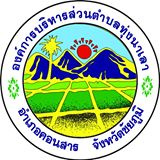 องค์การบริหารส่วนตำบลทุ่งนาเลา
อำเภอคอนสาร จังหวัดชัยภูมิ